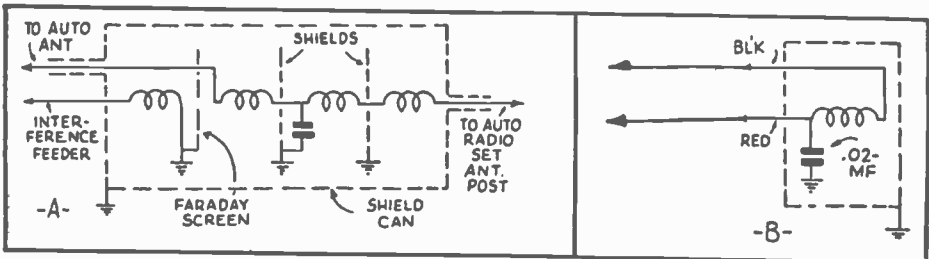 TO AUTO
ANT
SHIELDS
INTER-
FERENCE
FEEDER
TO AUTO
RADIO
SET
ANT.
POST
-A-
FARADAY
SCREEN
SHIELD
CAN
BL'K
RED
.02-
MF
-B-